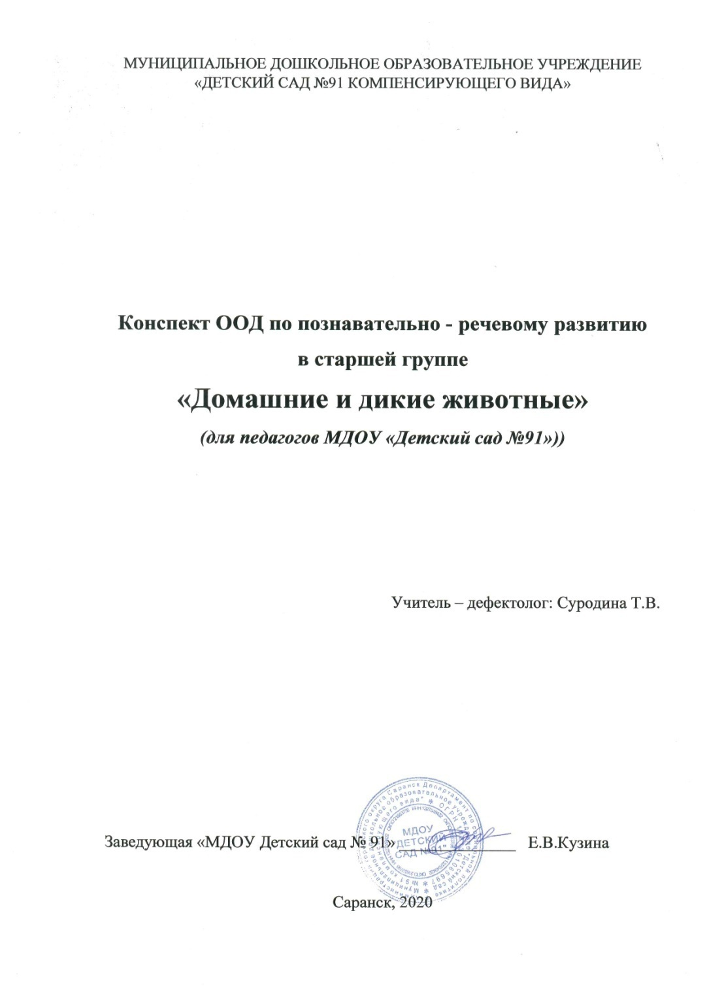 МУНИЦИПАЛЬНОЕ ДОШКОЛЬНОЕ ОБРАЗОВАТЕЛЬНОЕ УЧРЕЖДЕНИЕ
«ДЕТСКИЙ САД №91 КОМПЕНСИРУЮЩЕГО ВИДА»
Конспект ООД по познавательно - речевому развитию
в старшей группе
«Домашние и дикие животные»
(для педагогов МДОУ «Детский сад №91»))
Учитель – дефектолог: Суродина Т.В.
Заведующая «МДОУ Детский сад № 91» ______________ Е.В.Кузина
МДОУ
"ДЕТСКИЙ
САД №91"
Саранск, 2020